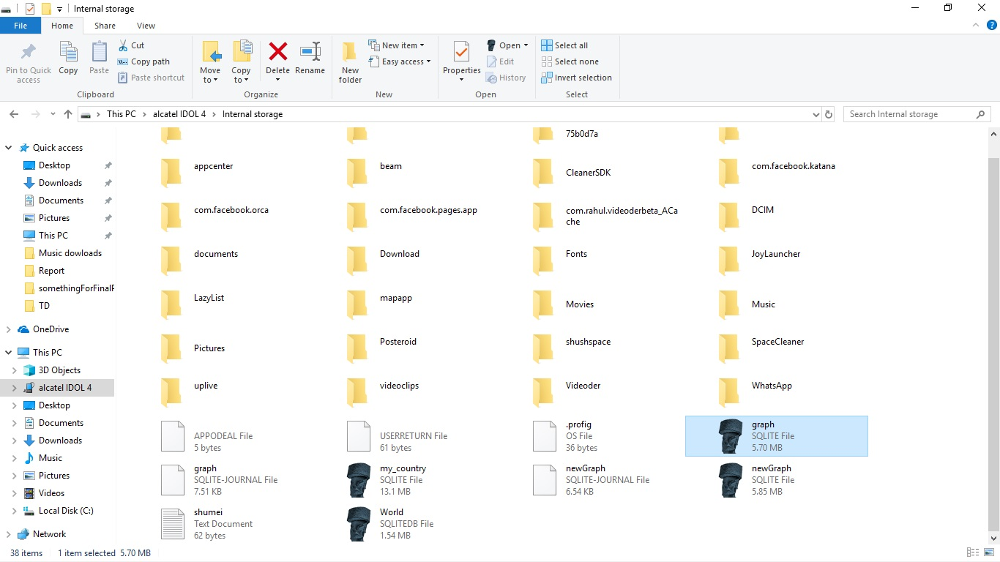 Internal storage
File
Home
Share
View
Pin to Quick
access
Copy
Paste
Cut
Copy path
Paste shortcut
Clipboard
Move
to
Copy
to
Delete
Rename
Organize
New
folder
New item
Easy access
New
Properties
Open
Edit
History
Open
Select all
Select none
Invert selection
Select
This PC > alcatel IDOL 4 > Internal storage
Search Internal storage
Quick access
Desktop
Downloads
Documents
Pictures
This PC
Music dowloads
Report
somethingForFinalF
TD
OneDrive
This PC
3D Objects
alcatel IDOL 4
Desktop
Documents
Downloads
Music
Pictures
Videos
Local Disk (C:)
Network
75b0d7a
appcenter
beam
CleanerSDK
com.facebook.katana
com.facebook.orca
com.facebook.pages.app
com.rahul.videoderbeta_ACa
che
DCIM
documents
Download
Fonts
JoyLauncher
LazyList
mapapp
Movies
Music
Pictures
Posteroid
shushspace
SpaceCleaner
uplive
videoclips
Videoder
WhatsApp
APPODEAL File
5 bytes
USERRETURN File
61 bytes
.profig
OS File
36 bytes
graph
SQLITE File
5.70 MB
graph
SQLITE-JOURNAL File
7.51 KB
my_country
SQLITE File
13.1 MB
newGraph
SQLITE-JOURNAL File
6.54 KB
newGraph
SQLITE File
5.85 MB
shumei
Text Document
62 bytes
World
SQLITEDB File
1.54 MB
38 items
1 item selected 5.70 MB